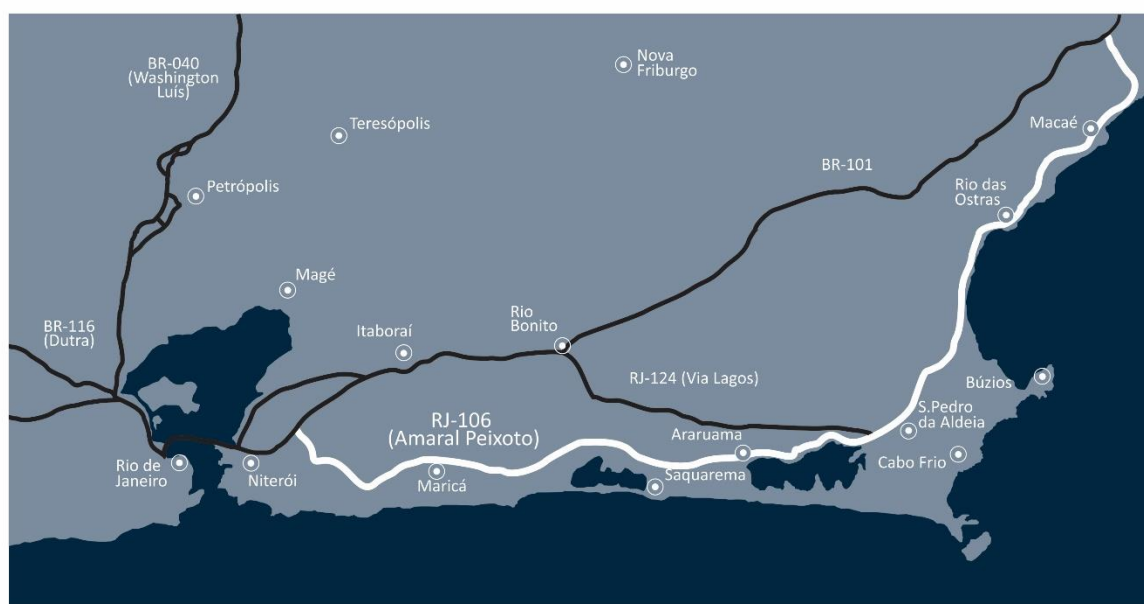 BR-040
(Washington
Luís)
Nova
Friburgo
Teresópolis
Macaé
BR-101
Petrópolis
Rio das
Ostras
Magé
Itaboraí
Rio
Bonito
BR-116
(Dutra)
RJ-124 (Via Lagos)
Búzios
RJ-106
(Amaral Peixoto)
S.Pedro
da Aldeia
Araruama
Cabo Frio
Rio de
Janeiro
Niterói
Maricá
Saquarema